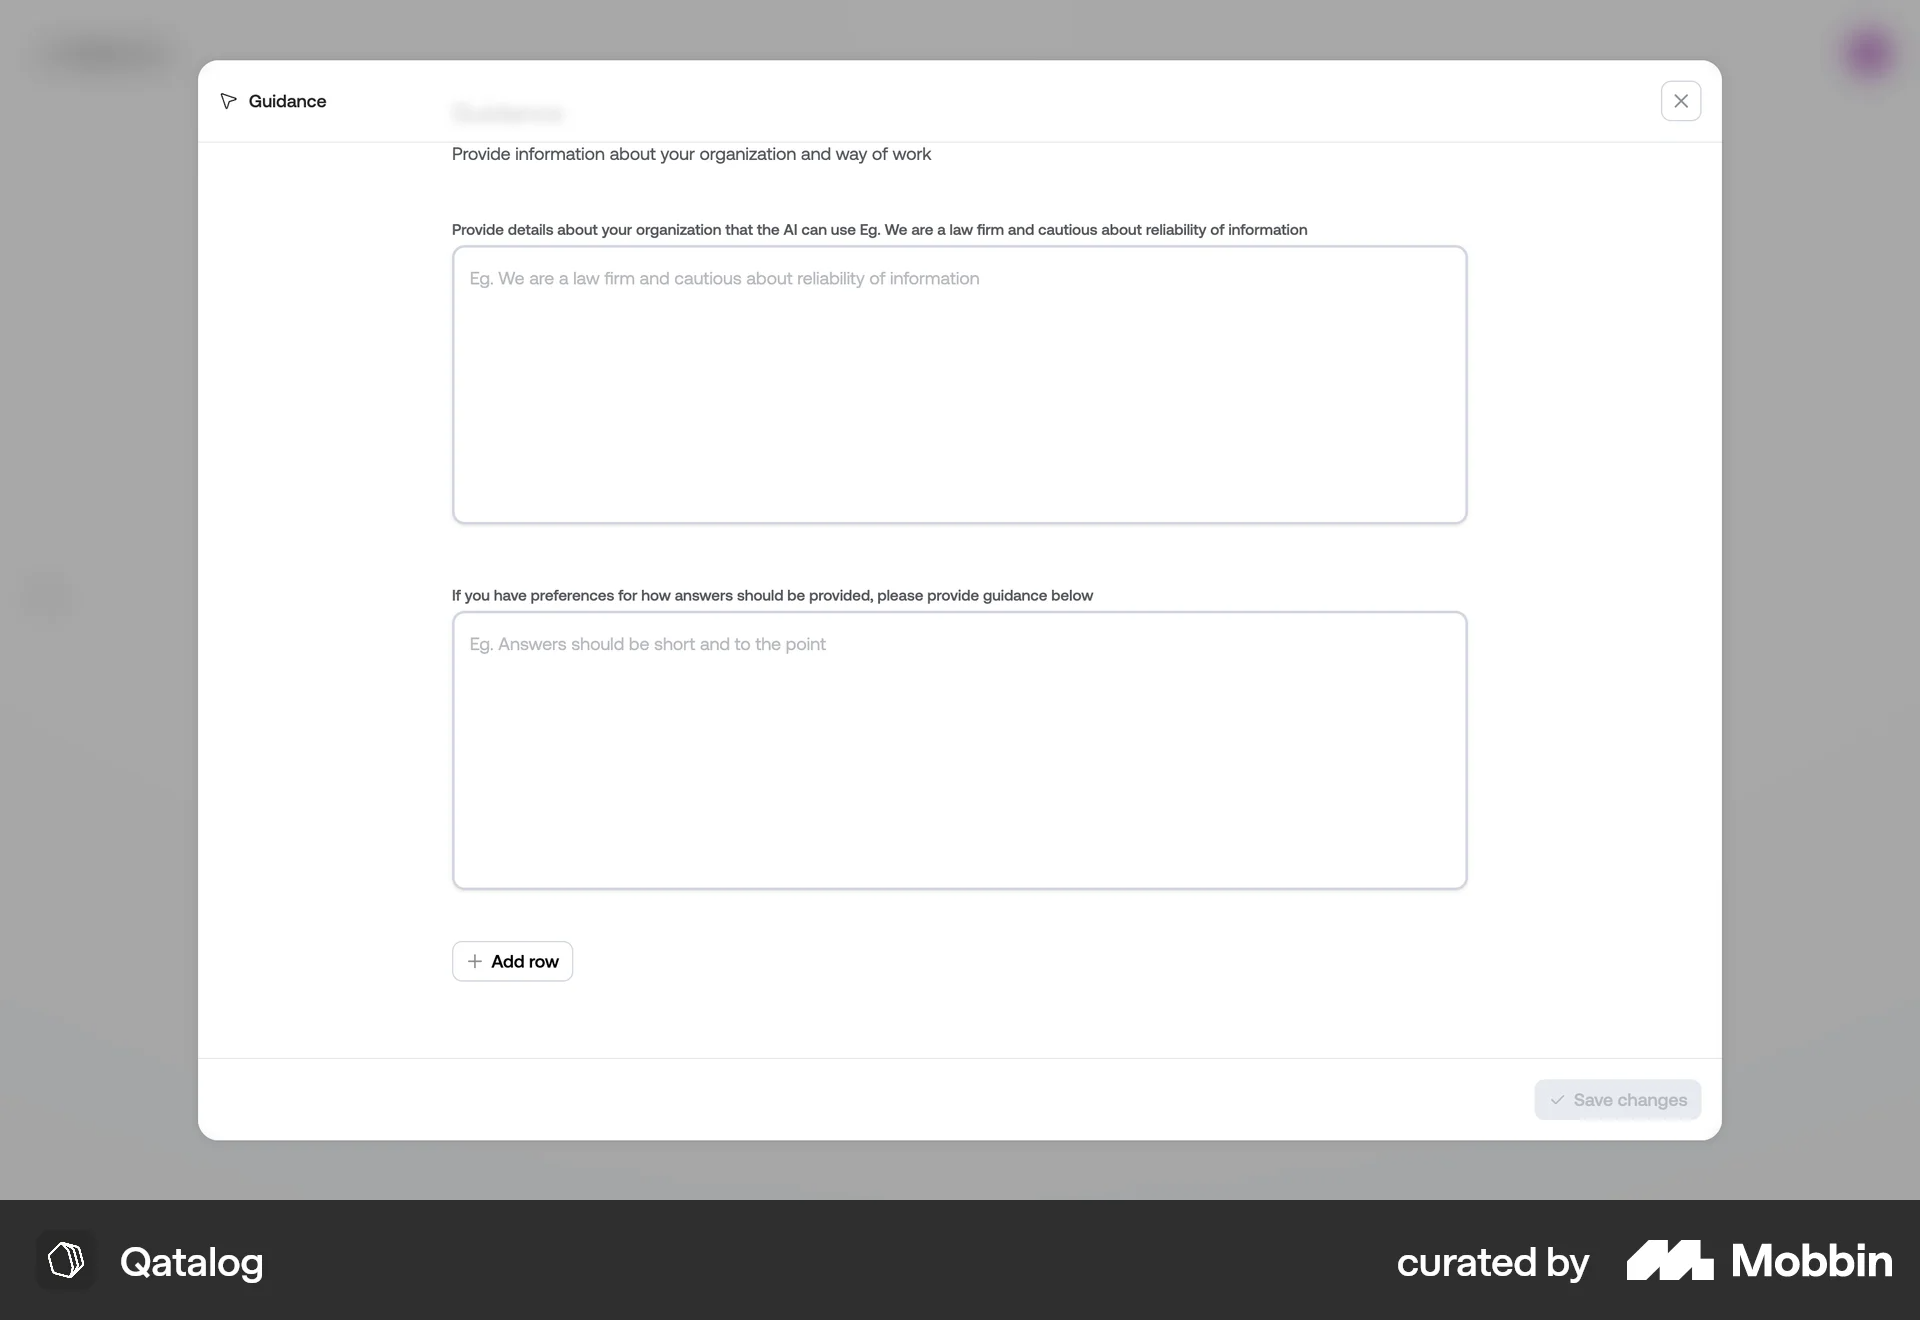 Guidance
Provide information about your organization and way of work
Provide details about your organization that the AI can use Eg. We are a law firm and cautious about reliability of information
Eg. We are a law firm and cautious about reliability of information
If you have preferences for how answers should be provided, please provide guidance below
Eg. Answers should be short and to the point
Add row
Save changes
Qatalog
curated by
Mobbin